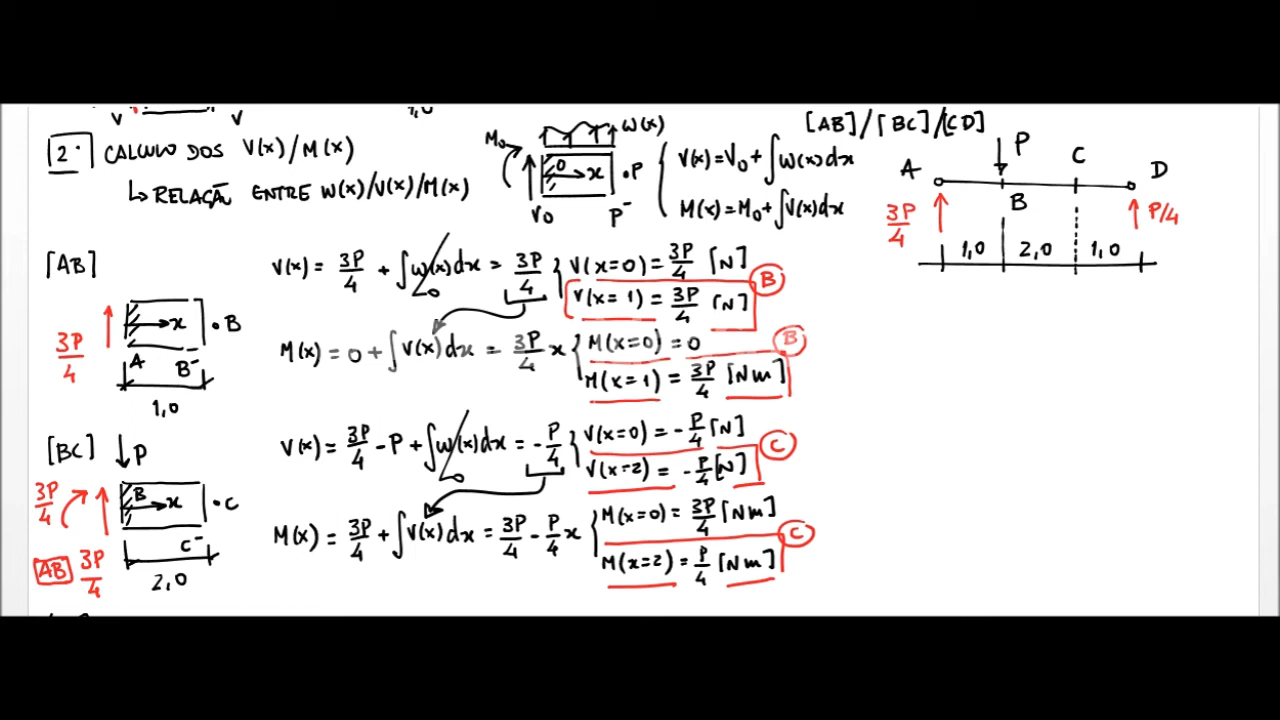 V V 1,0
2. CALCULO DOS V(x)/M(x)
↳ RELAÇÃO ENTRE W(x)/V(x)/M(x)
M₀ W(x)
O x • P
V₀ P⁻
V(x) = V₀ + ∫W(x)dx
M(x) = M₀ + ∫V(x)dx
[AB]/[BC]/[CD]
A P C D
3P/4 B P/4
1,0 2,0 1,0
[AB]
3P/4 x • B
A B⁻
1,0
V(x) = 3P/4 + ∫w(x)dx = 3P/4 { V(x=0) = 3P/4 [N]
0
V(x=1) = 3P/4 [N] B
M(x) = 0 + ∫V(x)dx = 3P/4 x { M(x=0) = 0 B
M(x=1) = 3P/4 [Nm]
[BC] P
3P/4 B x • C
C⁻
AB 3P/4
2,0
V(x) = 3P/4 - P + ∫w(x)dx = -P/4 { V(x=0) = -P/4 [N] C
0
V(x=2) = -P/4 [N]
M(x) = 3P/4 + ∫V(x)dx = 3P/4 - P/4 x { M(x=0) = 3P/4 [Nm] C
M(x=2) = P/4 [Nm]